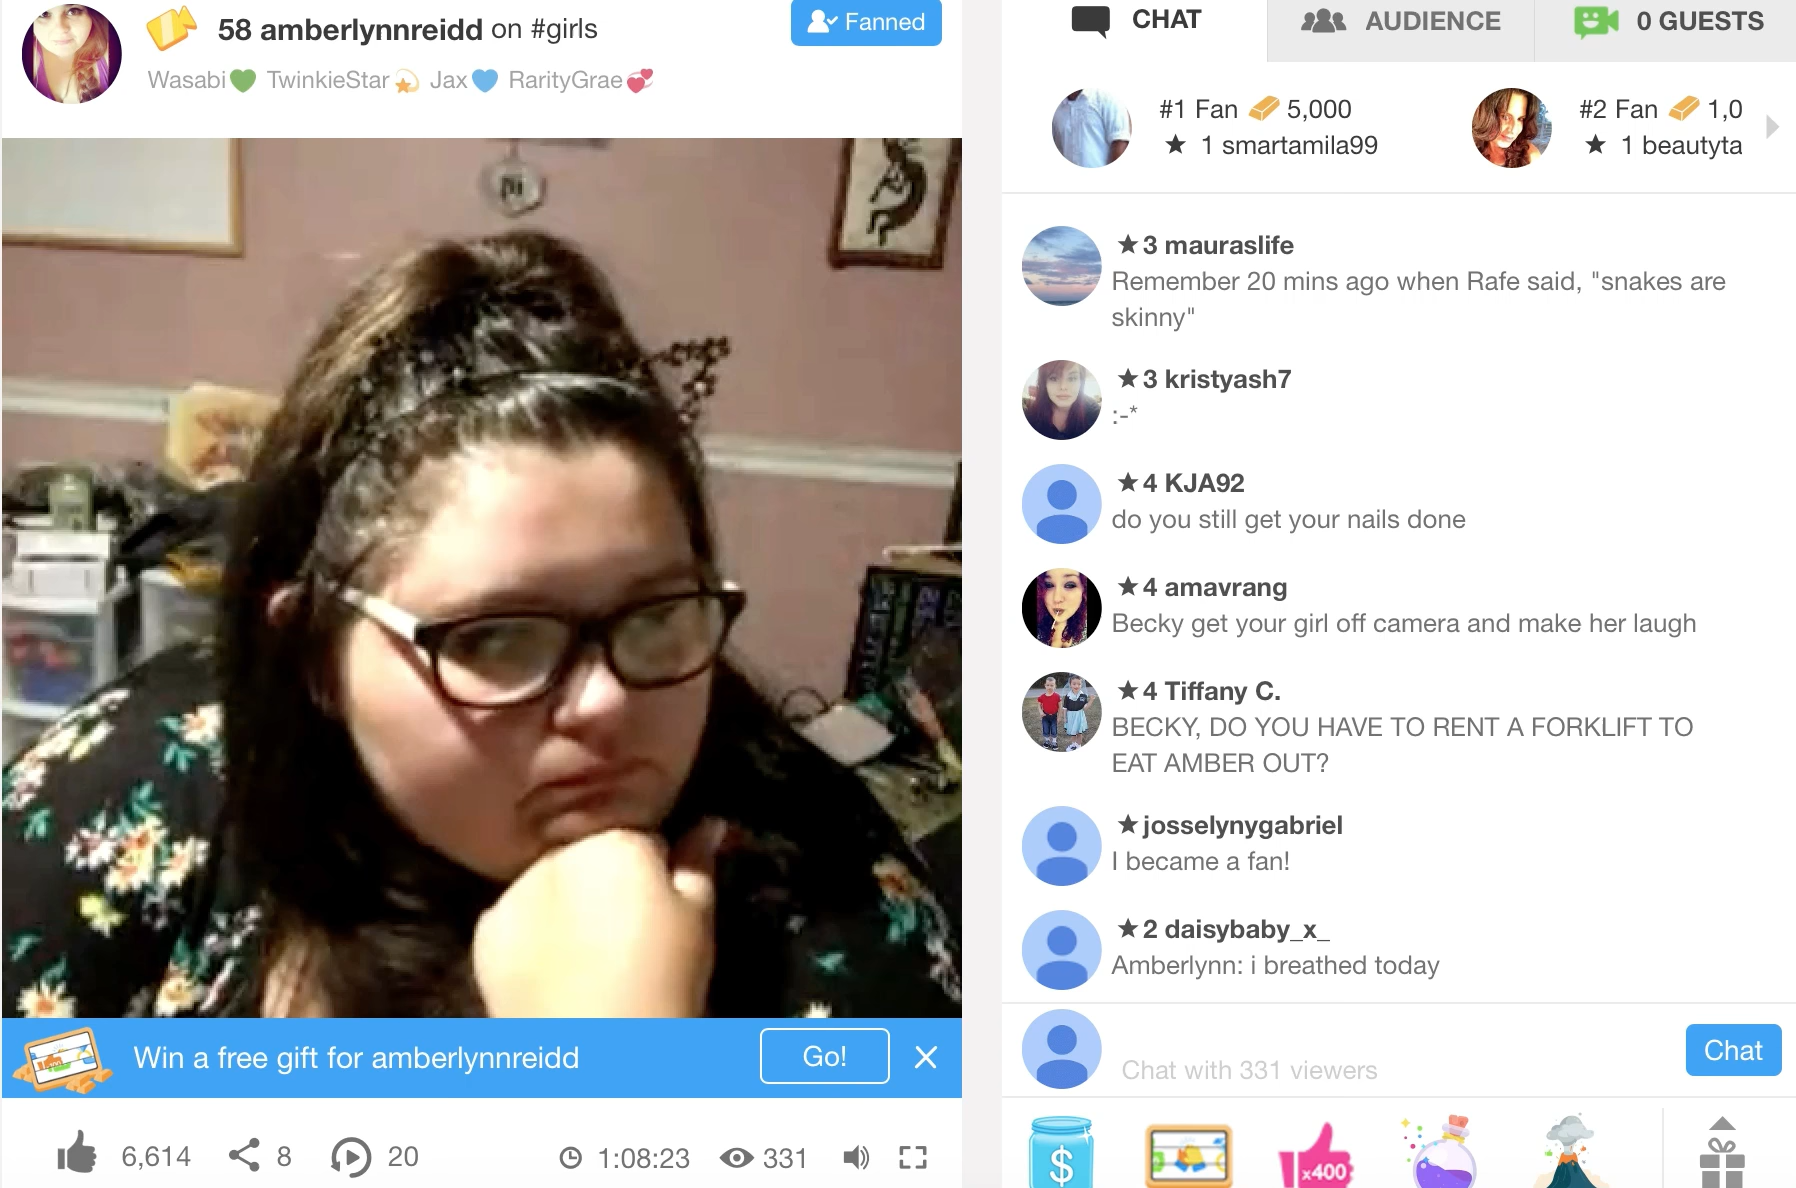 58 amberlynnreidd on #girls
Fanned
Wasabi💚 TwinkieStar💫 Jax💙 RarityGrae💞
Win a free gift for amberlynnreidd
Go!
6,614
8
20
1:08:23
331
CHAT
AUDIENCE
0 GUESTS
#1 Fan 5,000
★ 1 smartamila99
#2 Fan 1,0
★ 1 beautyta
★3 mauraslife
Remember 20 mins ago when Rafe said, "snakes are
skinny"
★3 kristyash7
:-*
★4 KJA92
do you still get your nails done
★4 amavrang
Becky get your girl off camera and make her laugh
★4 Tiffany C.
BECKY, DO YOU HAVE TO RENT A FORKLIFT TO
EAT AMBER OUT?
★josselynygabriel
I became a fan!
★2 daisybaby_x_
Amberlynn: i breathed today
Chat with 331 viewers
Chat
$
x400